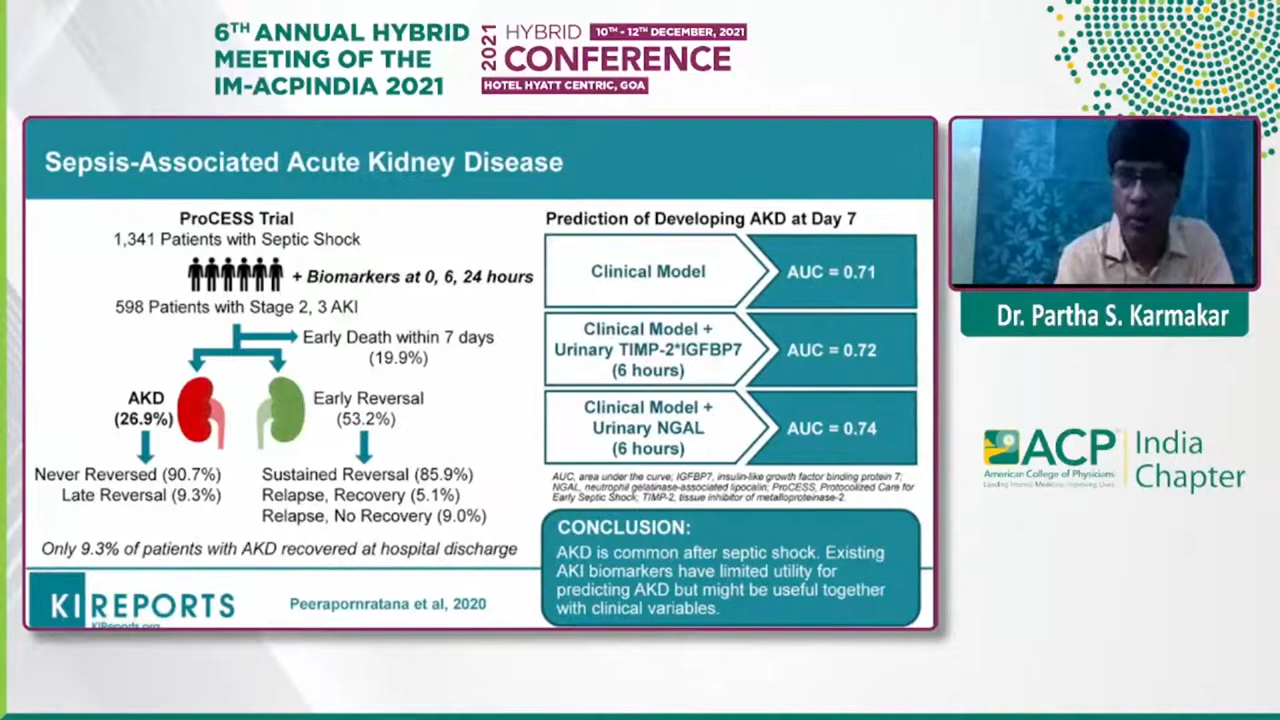 6TH ANNUAL HYBRID
MEETING OF THE
IM-ACPINDIA 2021
2021
HYBRID
10TH - 12TH DECEMBER, 2021
CONFERENCE
HOTEL HYATT CENTRIC, GOA
Sepsis-Associated Acute Kidney Disease
ProCESS Trial
1,341 Patients with Septic Shock
+ Biomarkers at 0, 6, 24 hours
598 Patients with Stage 2, 3 AKI
Early Death within 7 days
(19.9%)
AKD
(26.9%)
Early Reversal
(53.2%)
Never Reversed (90.7%)
Late Reversal (9.3%)
Sustained Reversal (85.9%)
Relapse, Recovery (5.1%)
Relapse, No Recovery (9.0%)
Only 9.3% of patients with AKD recovered at hospital discharge
KI REPORTS
KIReports.org
Peerapornratana et al, 2020
Prediction of Developing AKD at Day 7
Clinical Model
AUC = 0.71
Clinical Model +
Urinary TIMP-2*IGFBP7
(6 hours)
AUC = 0.72
Clinical Model +
Urinary NGAL
(6 hours)
AUC = 0.74
AUC, area under the curve; IGFBP7, insulin-like growth factor binding protein 7;
NGAL, neutrophil gelatinase-associated lipocalin; ProCESS, Protocolized Care for
Early Septic Shock; TIMP-2, tissue inhibitor of metalloproteinase-2.
CONCLUSION:
AKD is common after septic shock. Existing
AKI biomarkers have limited utility for
predicting AKD but might be useful together
with clinical variables.
Dr. Partha S. Karmakar
ACP
American College of Physicians
Leading Internal Medicine, Improving Lives
India
Chapter